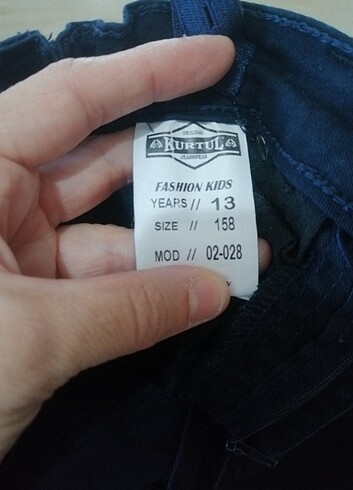 ORIGINAL
KURTUL
JEANSWEAR
FASHION KIDS
YEARS // 13
SIZE // 158
MOD // 02-028